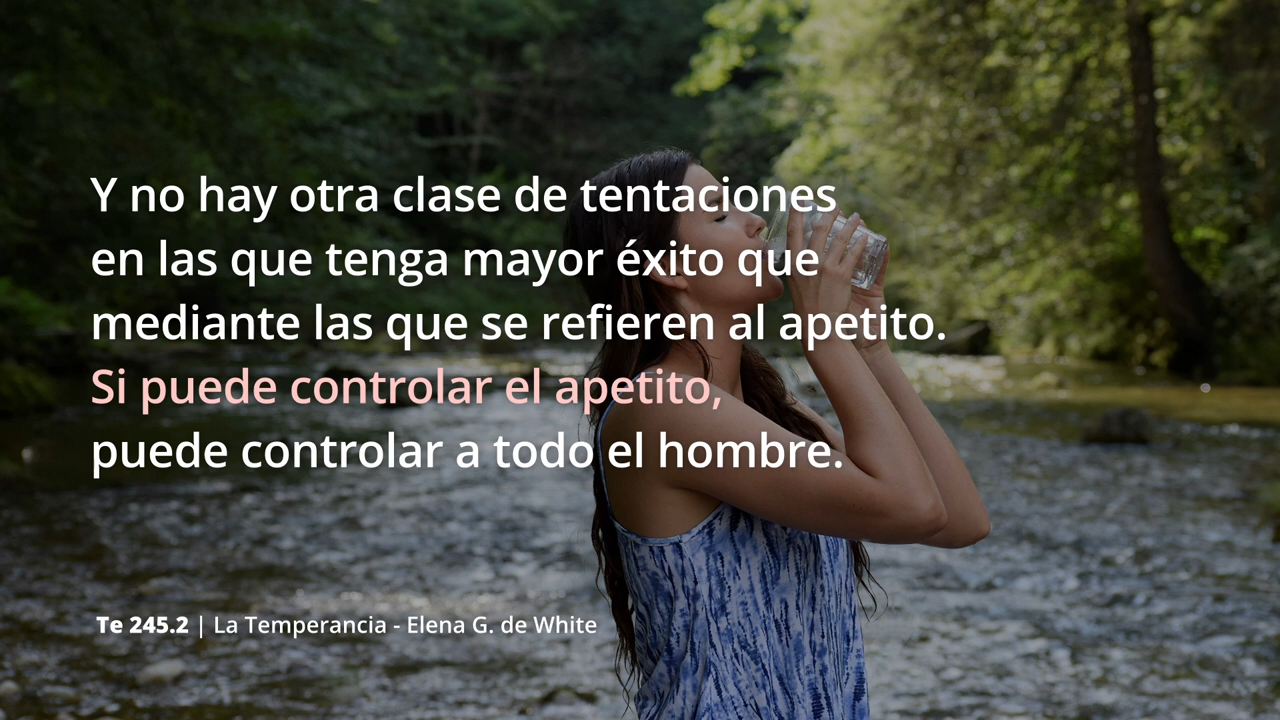 Y no hay otra clase de tentaciones
en las que tenga mayor éxito que
mediante las que se refieren al apetito.
Si puede controlar el apetito,
puede controlar a todo el hombre.
Te 245.2 | La Temperancia - Elena G. de White